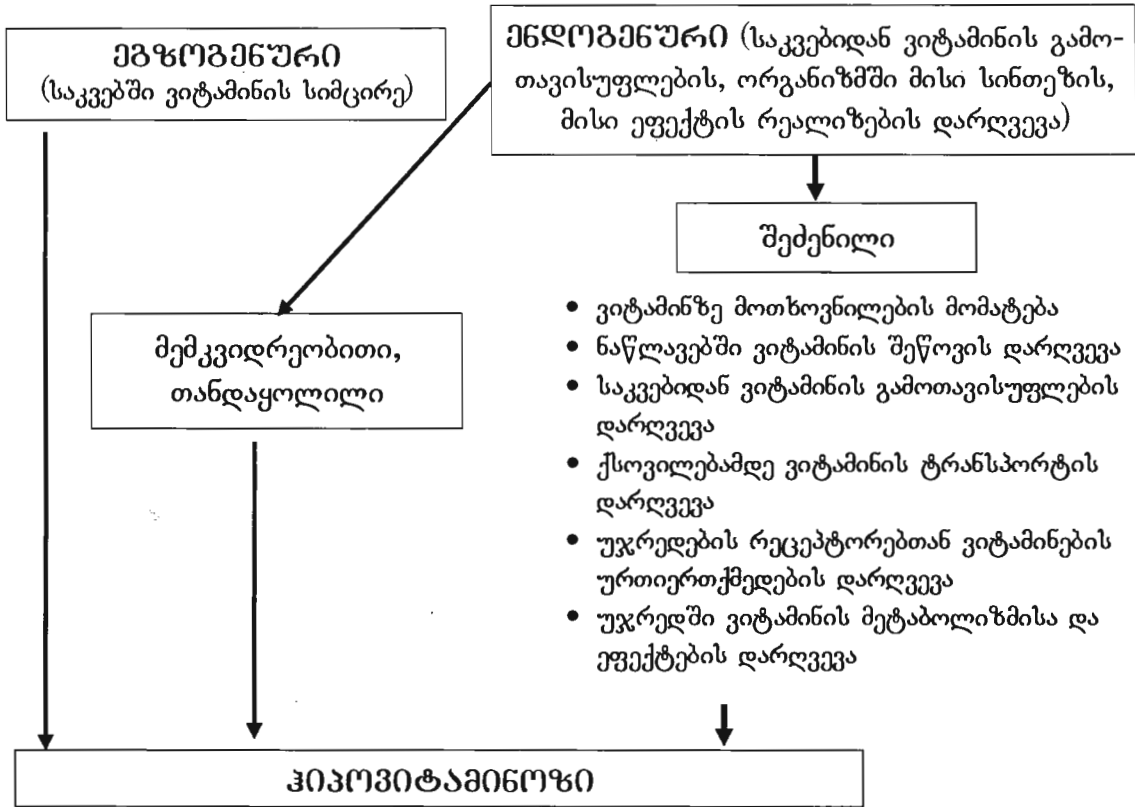 ეგზოგენური
(საკვებში ვიტამინის სიმცირე)
ენდოგენური (საკვებიდან ვიტამინის გამო-
თავისუფლების, ორგანიზმში მისი სინთეზის,
მისი ეფექტის რეალიზების დარღვევა)
შეძენილი
მემკვიდრეობითი,
თანდაყოლილი
• ვიტამინზე მოთხოვნილების მომატება
• ნაწლავებში ვიტამინის შეწოვის დარღვევა
• საკვებიდან ვიტამინის გამოთავისუფლების
დარღვევა
• ქსოვილებამდე ვიტამინის ტრანსპორტის
დარღვევა
• უჯრედების რეცეპტორებთან ვიტამინების
ურთიერთქმედების დარღვევა
• უჯრედში ვიტამინის მეტაბოლიზმისა და
ეფექტების დარღვევა
ჰიპოვიტამინოზი